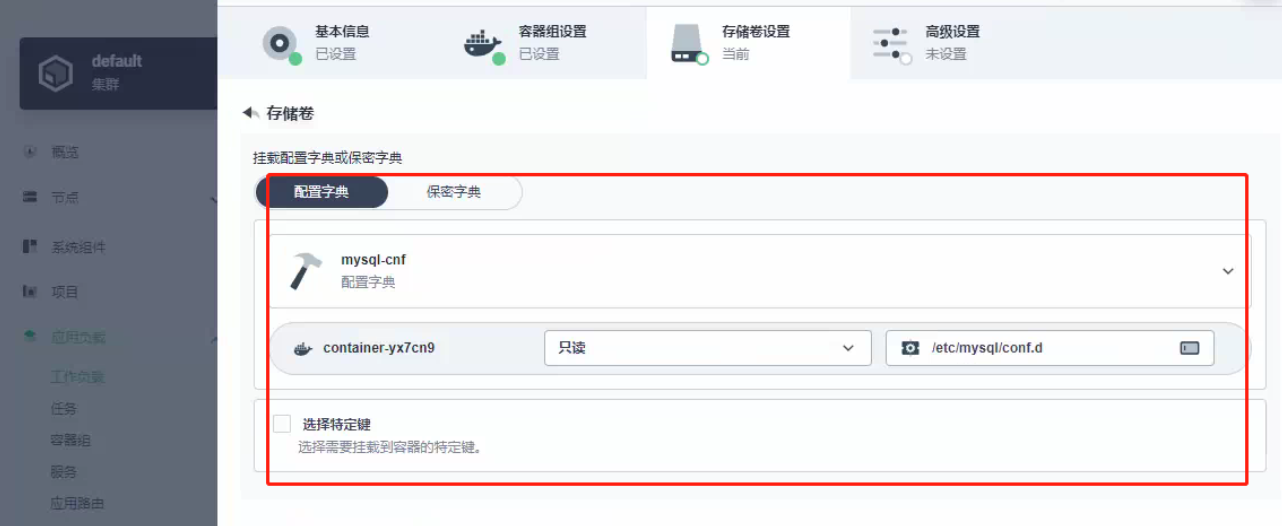 基本信息
已设置
容器组设置
已设置
存储卷设置
当前
高级设置
未设置
default
集群
概览
节点
系统组件
项目
应用负载
工作负载
任务
容器组
服务
应用路由
存储卷
挂载配置字典或保密字典
配置字典
保密字典
mysql-cnf
配置字典
container-yx7cn9
只读
/etc/mysql/conf.d
选择特定键
选择需要挂载到容器的特定键。